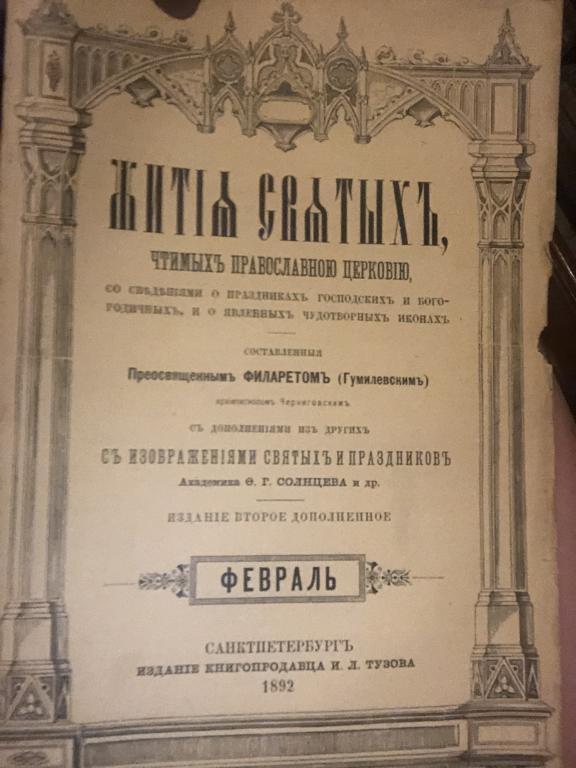 ЖИТІЯ СВЯТЫХЪ,
ЧТИМЫХЪ ПРАВОСЛАВНОЮ ЦЕРКОВІЮ,
СО СВѢДѢНІЯМИ О ПРАЗДНИКАХЪ ГОСПОДСКИХЪ И БОГО-
РОДИЧНЫХЪ, И О ЯВЛЕННЫХЪ ЧУДОТВОРНЫХЪ ИКОНАХЪ
СОСТАВЛЕННЫЯ
Преосвященнымъ ФИЛАРЕТОМЪ (Гумилевскимъ)
архіепископомъ Черниговскимъ
СЪ ДОПОЛНЕНІЯМИ ИЗЪ ДРУГИХЪ
СЪ ИЗОБРАЖЕНІЯМИ СВЯТЫХЪ И ПРАЗДНИКОВЪ
Академика Ѳ. Г. СОЛНЦЕВА и др.
ИЗДАНІЕ ВТОРОЕ ДОПОЛНЕННОЕ
ФЕВРАЛЬ
САНКТПЕТЕРБУРГЪ
ИЗДАНІЕ КНИГОПРОДАВЦА И. Л. ТУЗОВА
1892